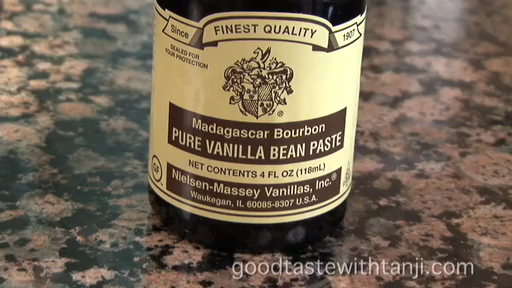 FINEST QUALITY
Since 1907
SEALED FOR
YOUR PROTECTION
®
Madagascar Bourbon
PURE VANILLA BEAN PASTE
NET CONTENTS 4 FL OZ (118mL)
GF
Nielsen-Massey Vanillas, Inc.®
Waukegan, IL 60085-8307 U.S.A.
goodtastewithtanji.com